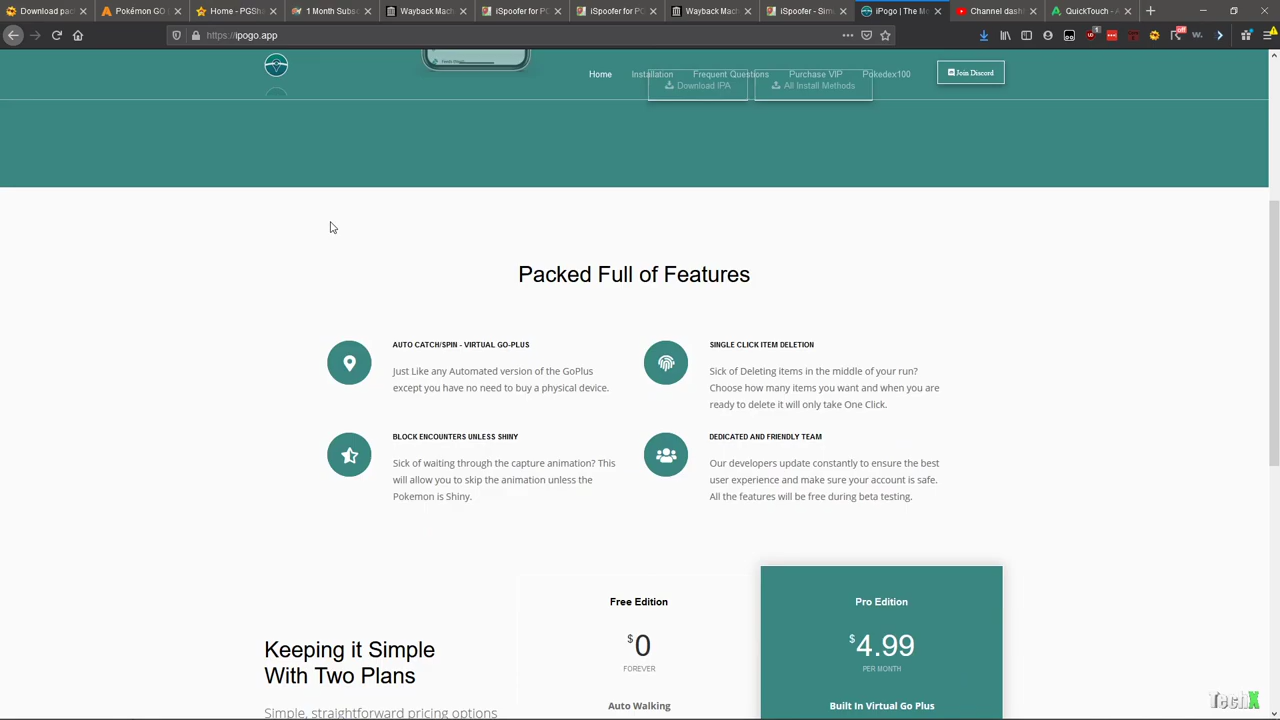 Download pac
Pokémon GO
Home - PCSha
1 Month Subs
Wayback Mach
iSpoofer for PC
iSpoofer for PC
Wayback Mach
iSpoofer - Sim
iPogo | The M
Channel dash
QuickTouch - A
https://ipogo.app
Home
Installation
Frequent Questions
Purchase VIP
Pokedex100
Join Discord
Download IPA
All Install Methods
Packed Full of Features
AUTO CATCH/SPIN - VIRTUAL GO-PLUS
Just Like any Automated version of the GoPlus
except you have no need to buy a physical device.
SINGLE CLICK ITEM DELETION
Sick of Deleting items in the middle of your run?
Choose how many items you want and when you are
ready to delete it will only take One Click.
BLOCK ENCOUNTERS UNLESS SHINY
Sick of waiting through the capture animation? This
will allow you to skip the animation unless the
Pokemon is Shiny.
DEDICATED AND FRIENDLY TEAM
Our developers update constantly to ensure the best
user experience and make sure your account is safe.
All the features will be free during beta testing.
Keeping it Simple
With Two Plans
Simple, straightforward pricing options
Free Edition
$0
FOREVER
Auto Walking
Pro Edition
$4.99
PER MONTH
Built In Virtual Go Plus
TechX